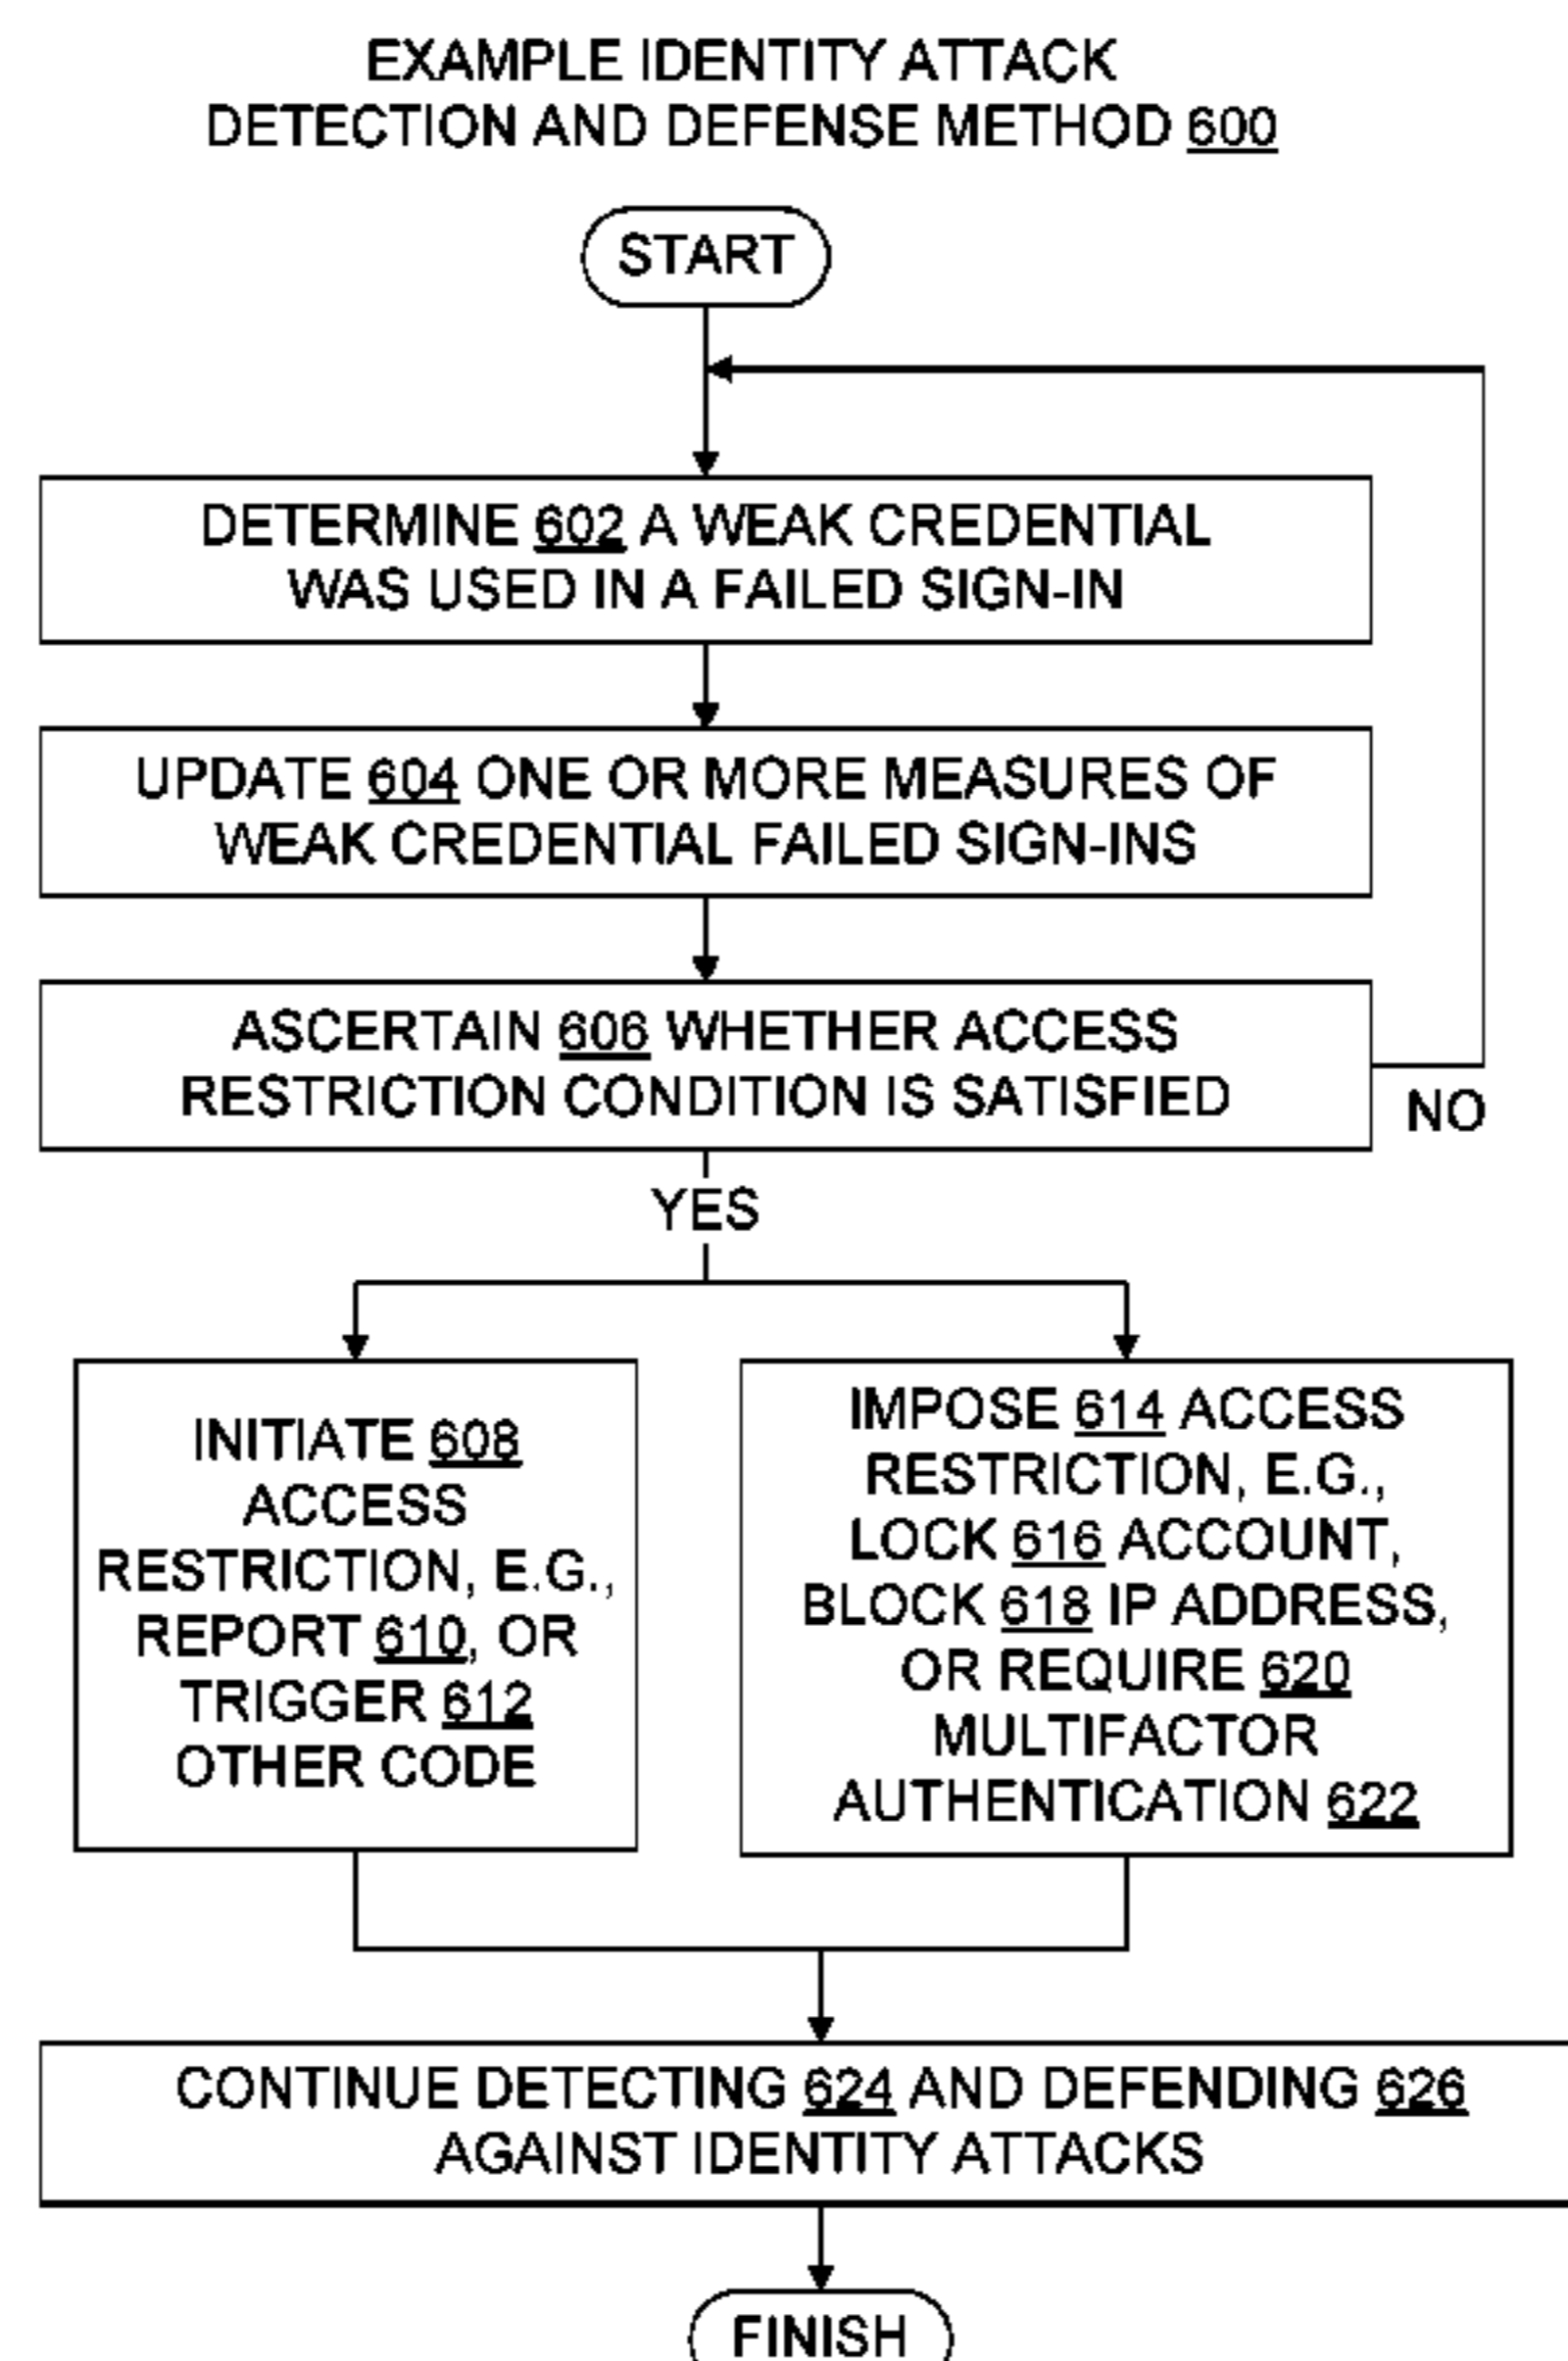 EXAMPLE IDENTITY ATTACK
DETECTION AND DEFENSE METHOD 600
START
DETERMINE 602 A WEAK CREDENTIAL
WAS USED IN A FAILED SIGN-IN
UPDATE 604 ONE OR MORE MEASURES OF
WEAK CREDENTIAL FAILED SIGN-INS
ASCERTAIN 606 WHETHER ACCESS
RESTRICTION CONDITION IS SATISFIED
NO
YES
INITIATE 608
ACCESS
RESTRICTION, E.G.,
REPORT 610, OR
TRIGGER 612
OTHER CODE
IMPOSE 614 ACCESS
RESTRICTION, E.G.,
LOCK 616 ACCOUNT,
BLOCK 618 IP ADDRESS,
OR REQUIRE 620
MULTIFACTOR
AUTHENTICATION 622
CONTINUE DETECTING 624 AND DEFENDING 626
AGAINST IDENTITY ATTACKS
FINISH